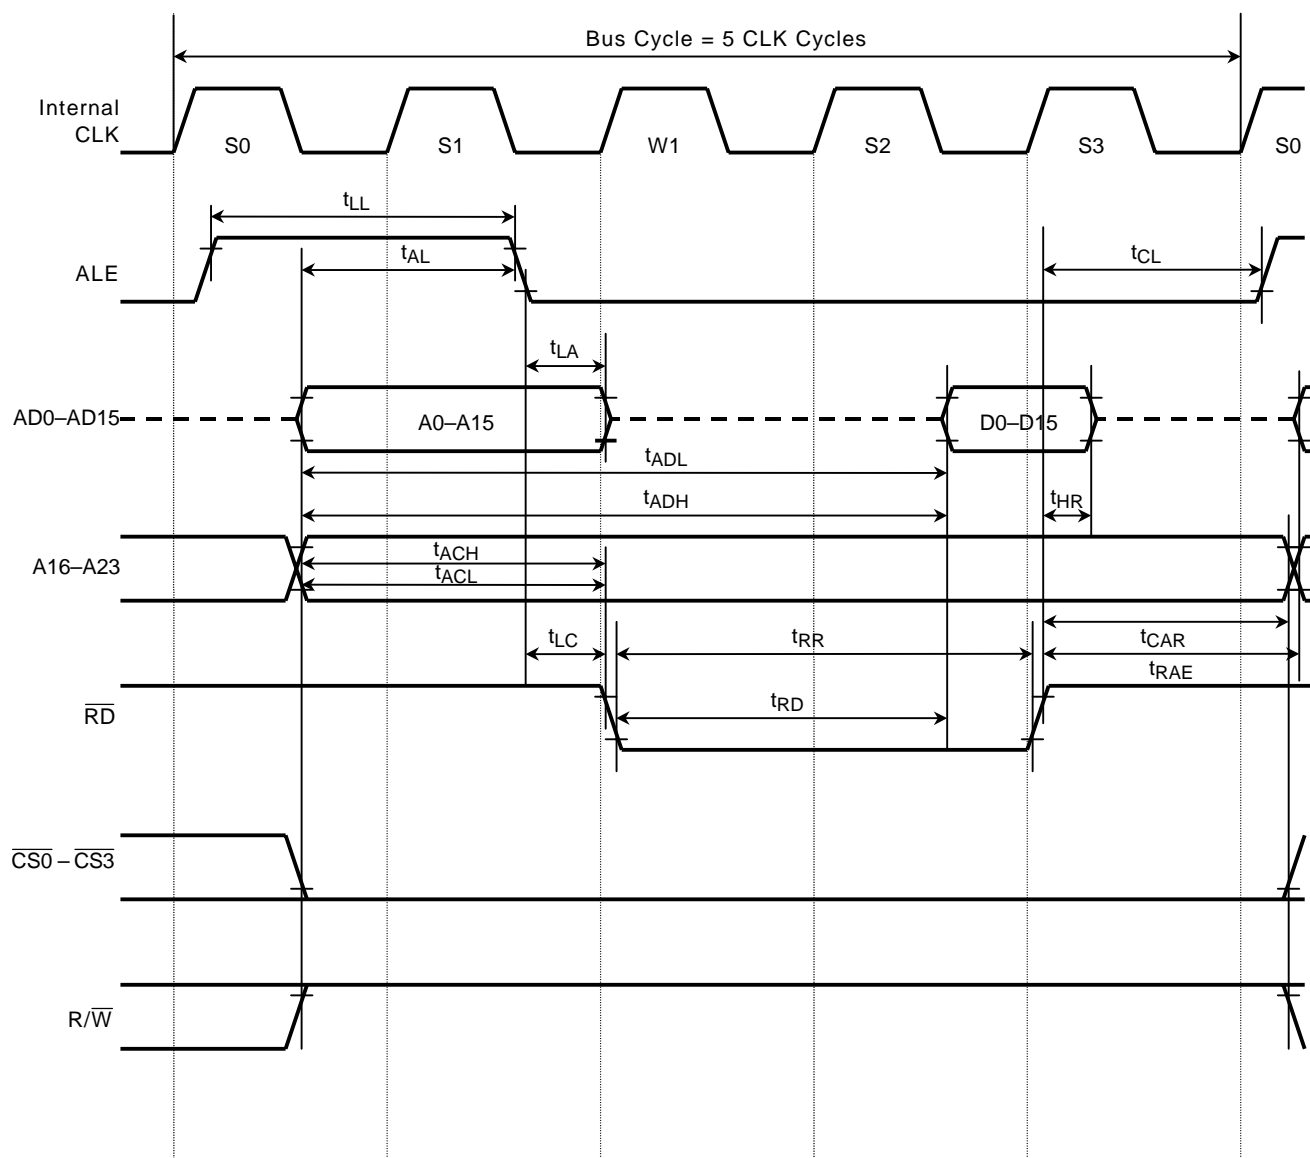 Bus Cycle = 5 CLK Cycles
Internal
CLK
S0 S1 W1 S2 S3 S0
tLL
tAL
tCL
ALE
tLA
AD0–AD15
A0–A15
D0–D15
tADL
tADH
tHR
A16–A23
tACH
tACL
tLC
tRR
tCAR
tRAE
RD
tRD
CS0 – CS3
R/W